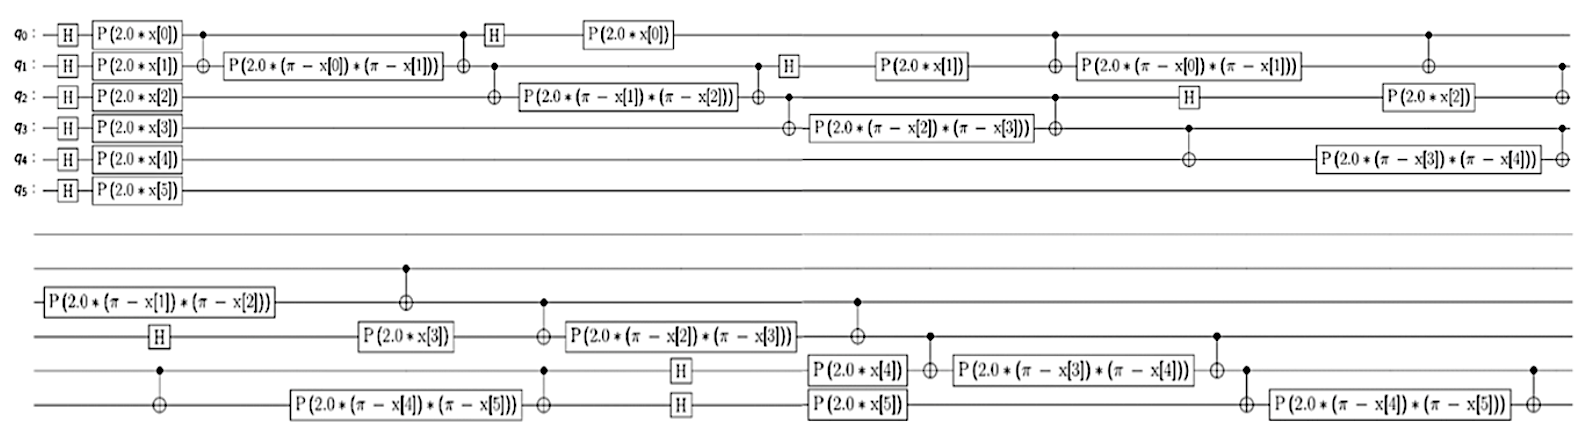 q₀ : H P(2.0 * x[0]) H P(2.0 * x[0])
q₁ : H P(2.0 * x[1]) P(2.0 * (π − x[0]) * (π − x[1])) H P(2.0 * x[1]) P(2.0 * (π − x[0]) * (π − x[1]))
q₂ : H P(2.0 * x[2]) P(2.0 * (π − x[1]) * (π − x[2])) H P(2.0 * x[2])
q₃ : H P(2.0 * x[3]) P(2.0 * (π − x[2]) * (π − x[3]))
q₄ : H P(2.0 * x[4]) P(2.0 * (π − x[3]) * (π − x[4]))
q₅ : H P(2.0 * x[5])
P(2.0 * (π − x[1]) * (π − x[2]))
H P(2.0 * x[3]) P(2.0 * (π − x[2]) * (π − x[3]))
H P(2.0 * x[4]) P(2.0 * (π − x[3]) * (π − x[4]))
P(2.0 * (π − x[4]) * (π − x[5])) H P(2.0 * x[5]) P(2.0 * (π − x[4]) * (π − x[5]))